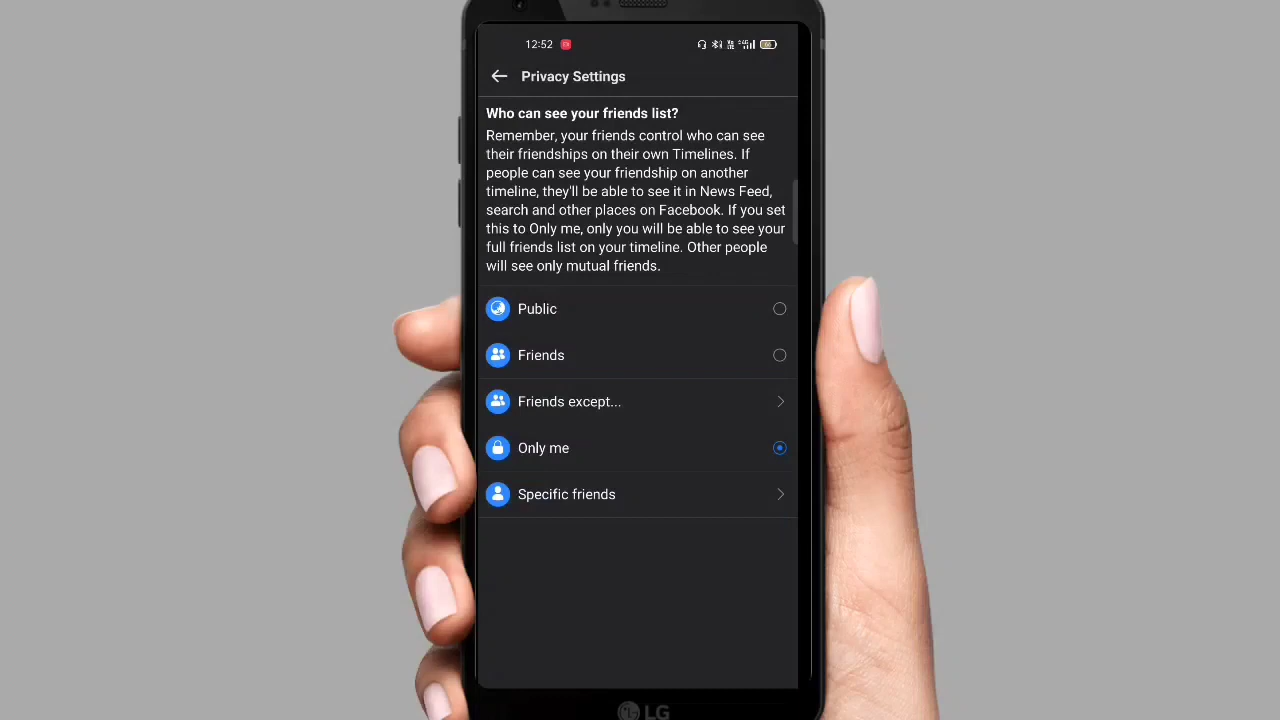 12:52
Privacy Settings
Who can see your friends list?
Remember, your friends control who can see
their friendships on their own Timelines. If
people can see your friendship on another
timeline, they'll be able to see it in News Feed,
search and other places on Facebook. If you set
this to Only me, only you will be able to see your
full friends list on your timeline. Other people
will see only mutual friends.
Public
Friends
Friends except...
Only me
Specific friends
LG